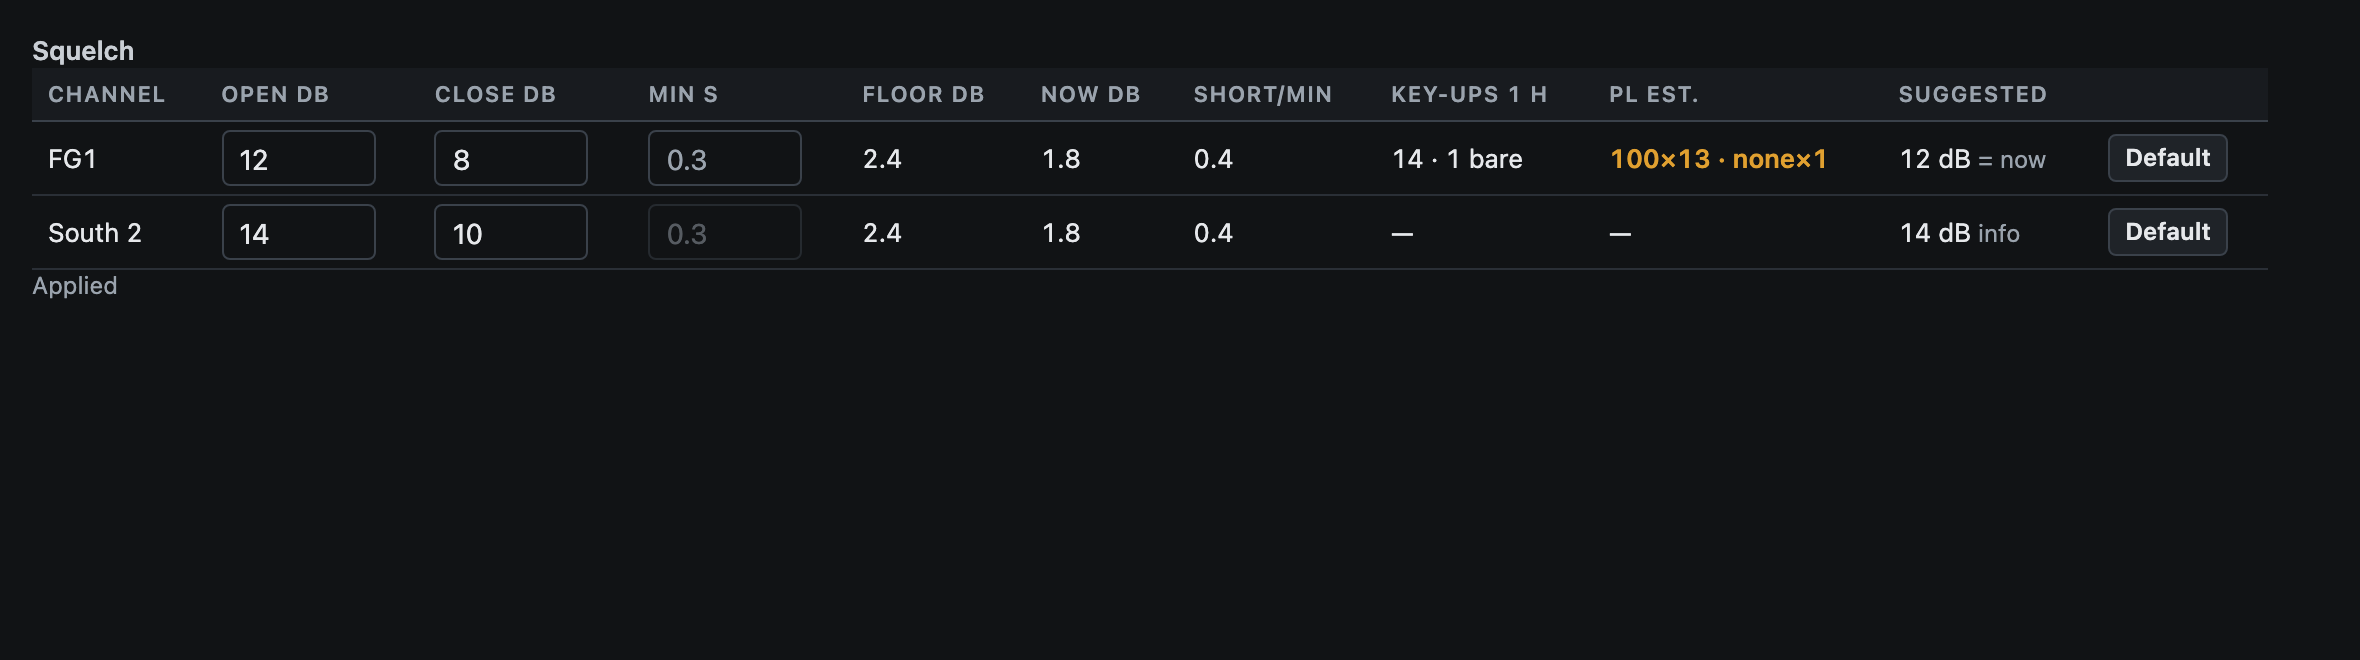 Squelch
CHANNEL OPEN DB CLOSE DB MIN S FLOOR DB NOW DB SHORT/MIN KEY-UPS 1 H PL EST. SUGGESTED
FG1 12 8 0.3 2.4 1.8 0.4 14 · 1 bare 100×13 · none×1 12 dB = now Default
South 2 14 10 0.3 2.4 1.8 0.4 — — 14 dB info Default
Applied